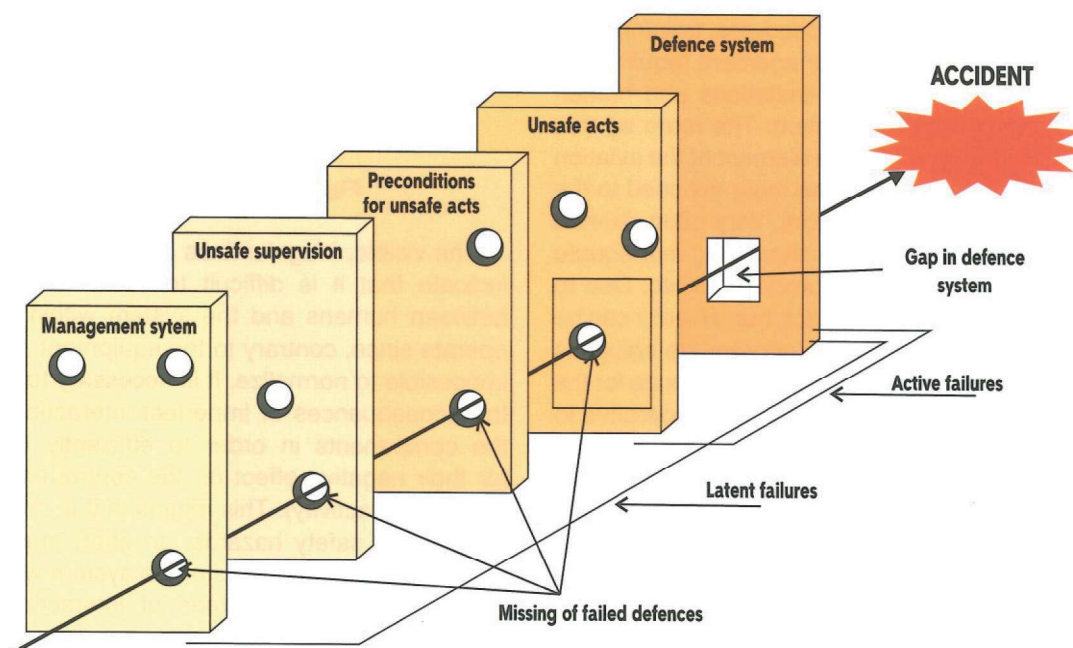 Defence system
ACCIDENT
Unsafe acts
Preconditions
for unsafe acts
Unsafe supervision
Gap in defence
system
Management sytem
Active failures
Latent failures
Missing of failed defences